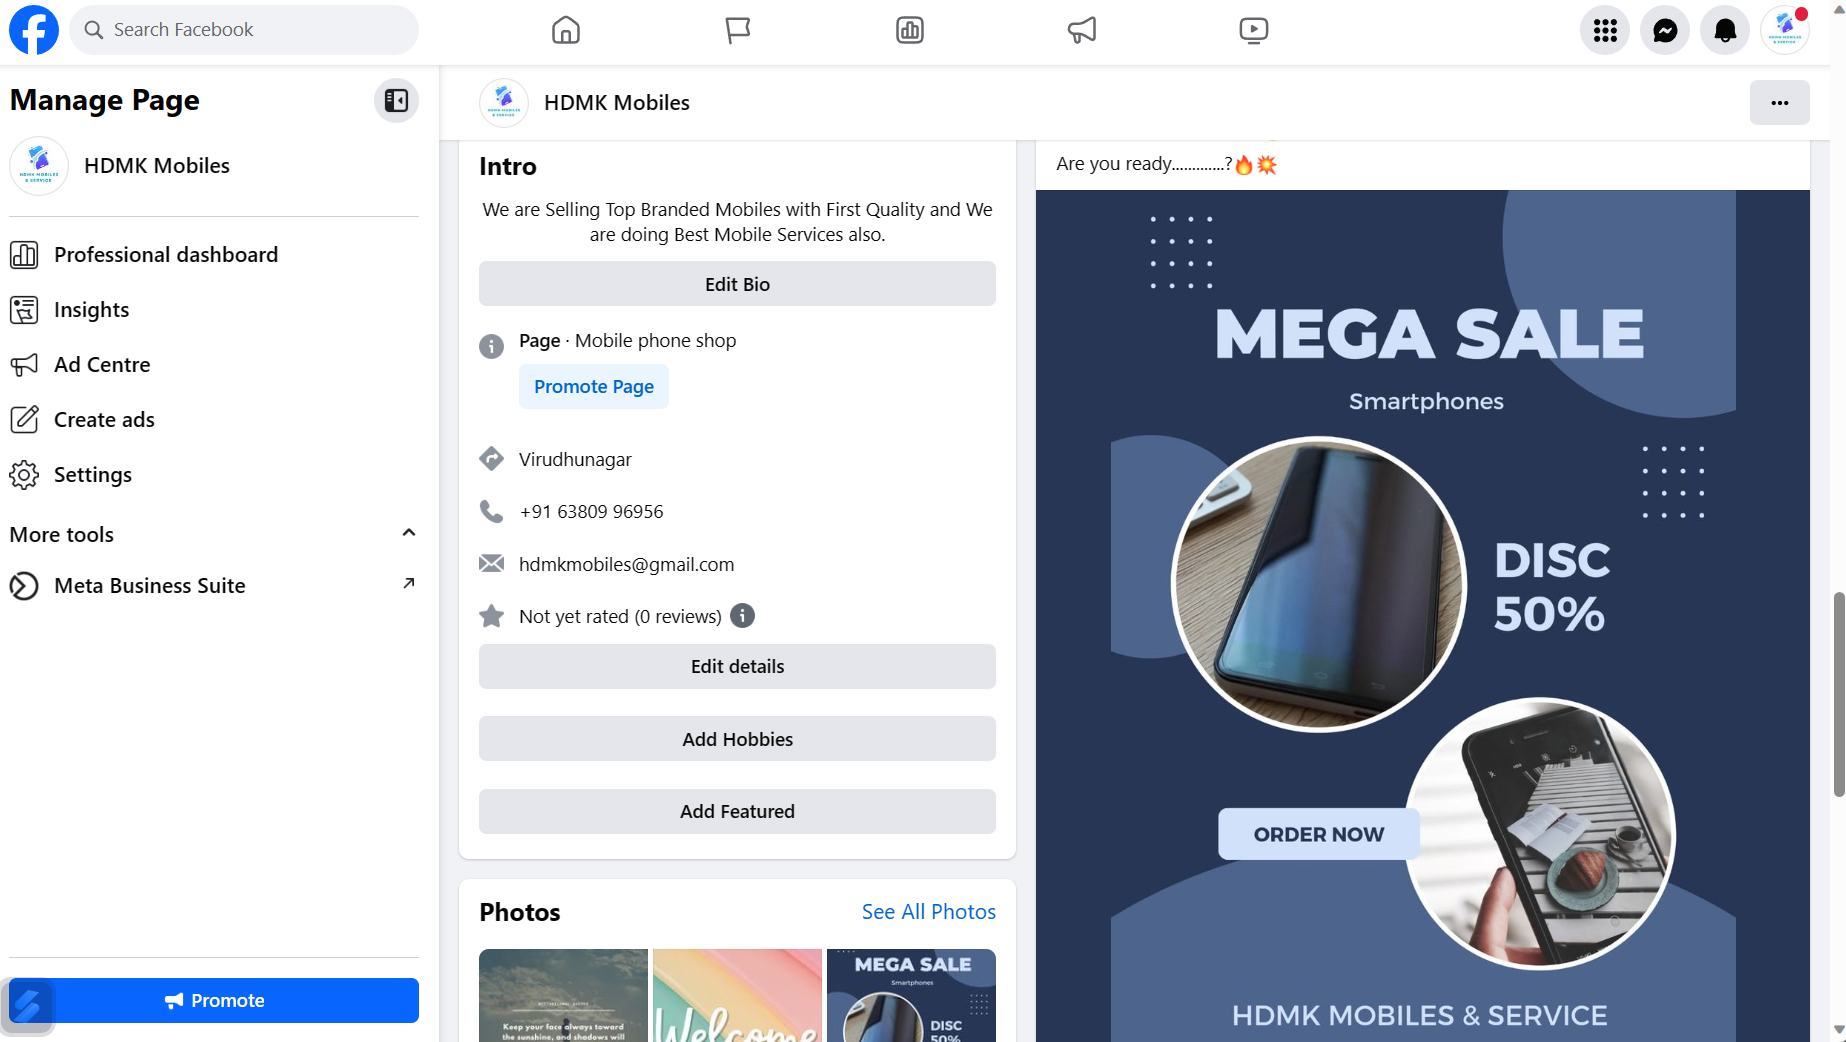 Search Facebook
Manage Page
HDMK Mobiles
HDMK MOBILES
& SERVICE
HDMK Mobiles
Professional dashboard
Insights
Ad Centre
Create ads
Settings
More tools
Meta Business Suite
Promote
Intro
We are Selling Top Branded Mobiles with First Quality and We
are doing Best Mobile Services also.
Edit Bio
Page · Mobile phone shop
Promote Page
Virudhunagar
+91 63809 96956
hdmkmobiles@gmail.com
Not yet rated (0 reviews)
Edit details
Add Hobbies
Add Featured
Photos
See All Photos
Keep your face always toward
the sunshine, and shadows will
Welcome
MEGA SALE
Smartphones
DISC
50%
Are you ready............?🔥💥
MEGA SALE
Smartphones
DISC
50%
ORDER NOW
HDMK MOBILES & SERVICE